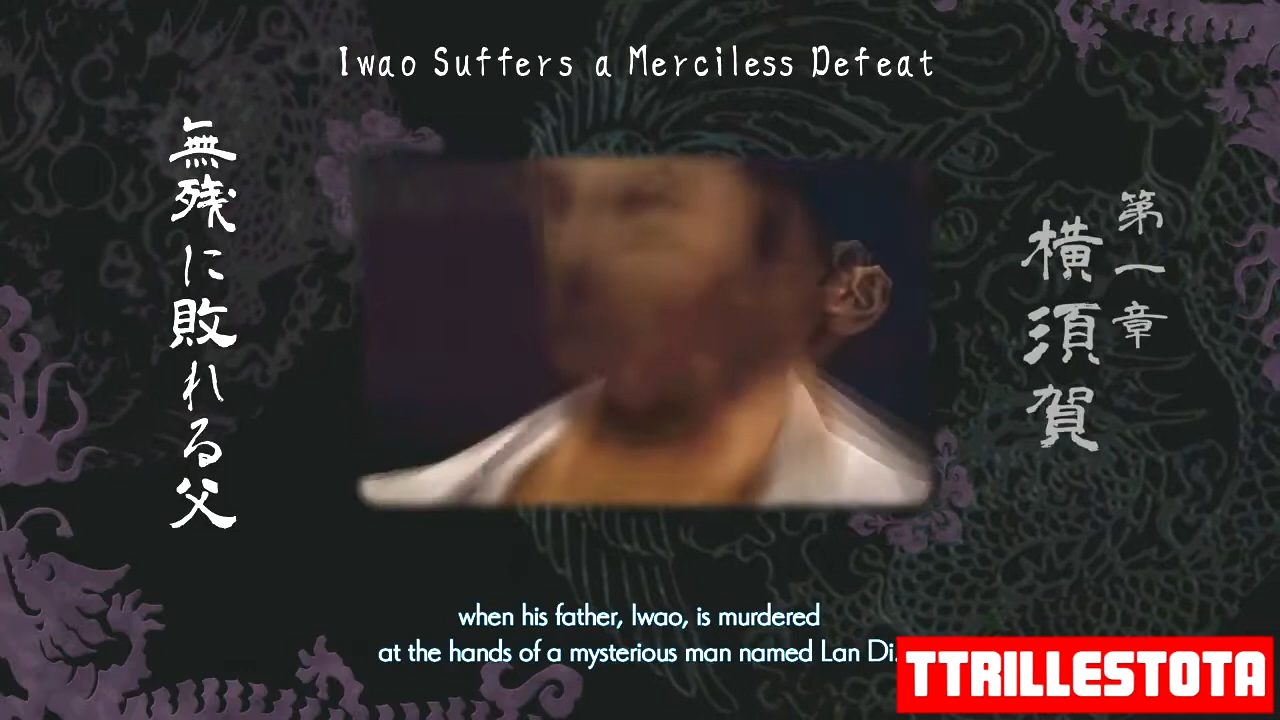 Iwao Suffers a Merciless Defeat
第一章
横須賀
無残に敗れる父
when his father, Iwao, is murdered
at the hands of a mysterious man named Lan Di.
TTRILLESTOTA